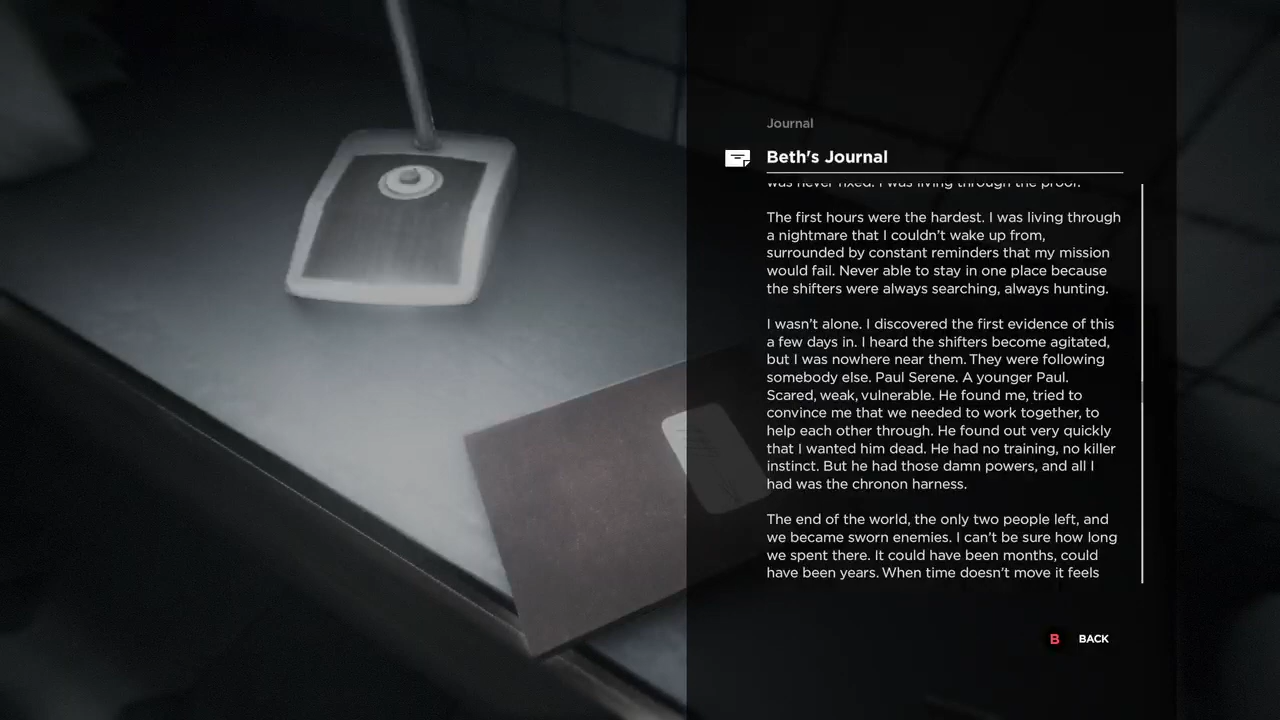 Journal
Beth's Journal
was never fixed. I was living through the proof.
The first hours were the hardest. I was living through
a nightmare that I couldn't wake up from,
surrounded by constant reminders that my mission
would fail. Never able to stay in one place because
the shifters were always searching, always hunting.
I wasn't alone. I discovered the first evidence of this
a few days in. I heard the shifters become agitated,
but I was nowhere near them. They were following
somebody else. Paul Serene. A younger Paul.
Scared, weak, vulnerable. He found me, tried to
convince me that we needed to work together, to
help each other through. He found out very quickly
that I wanted him dead. He had no training, no killer
instinct. But he had those damn powers, and all I
had was the chronon harness.
The end of the world, the only two people left, and
we became sworn enemies. I can't be sure how long
we spent there. It could have been months, could
have been years. When time doesn't move it feels
B BACK